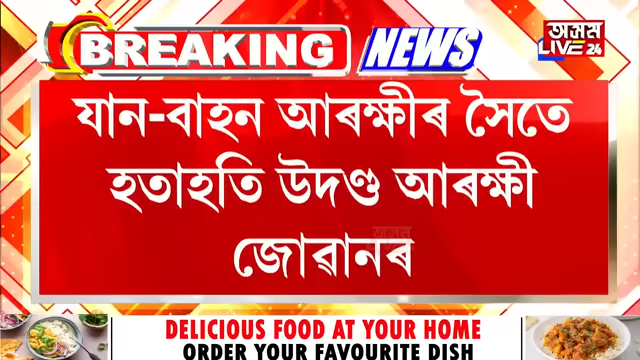 BREAKING NEWS
অসম
LIVE 24
যান-বাহন আৰক্ষীৰ সৈতে
হতাহতি উদণ্ড আৰক্ষী
জোৱানৰ
DELICIOUS FOOD AT YOUR HOME
ORDER YOUR FAVOURITE DISH